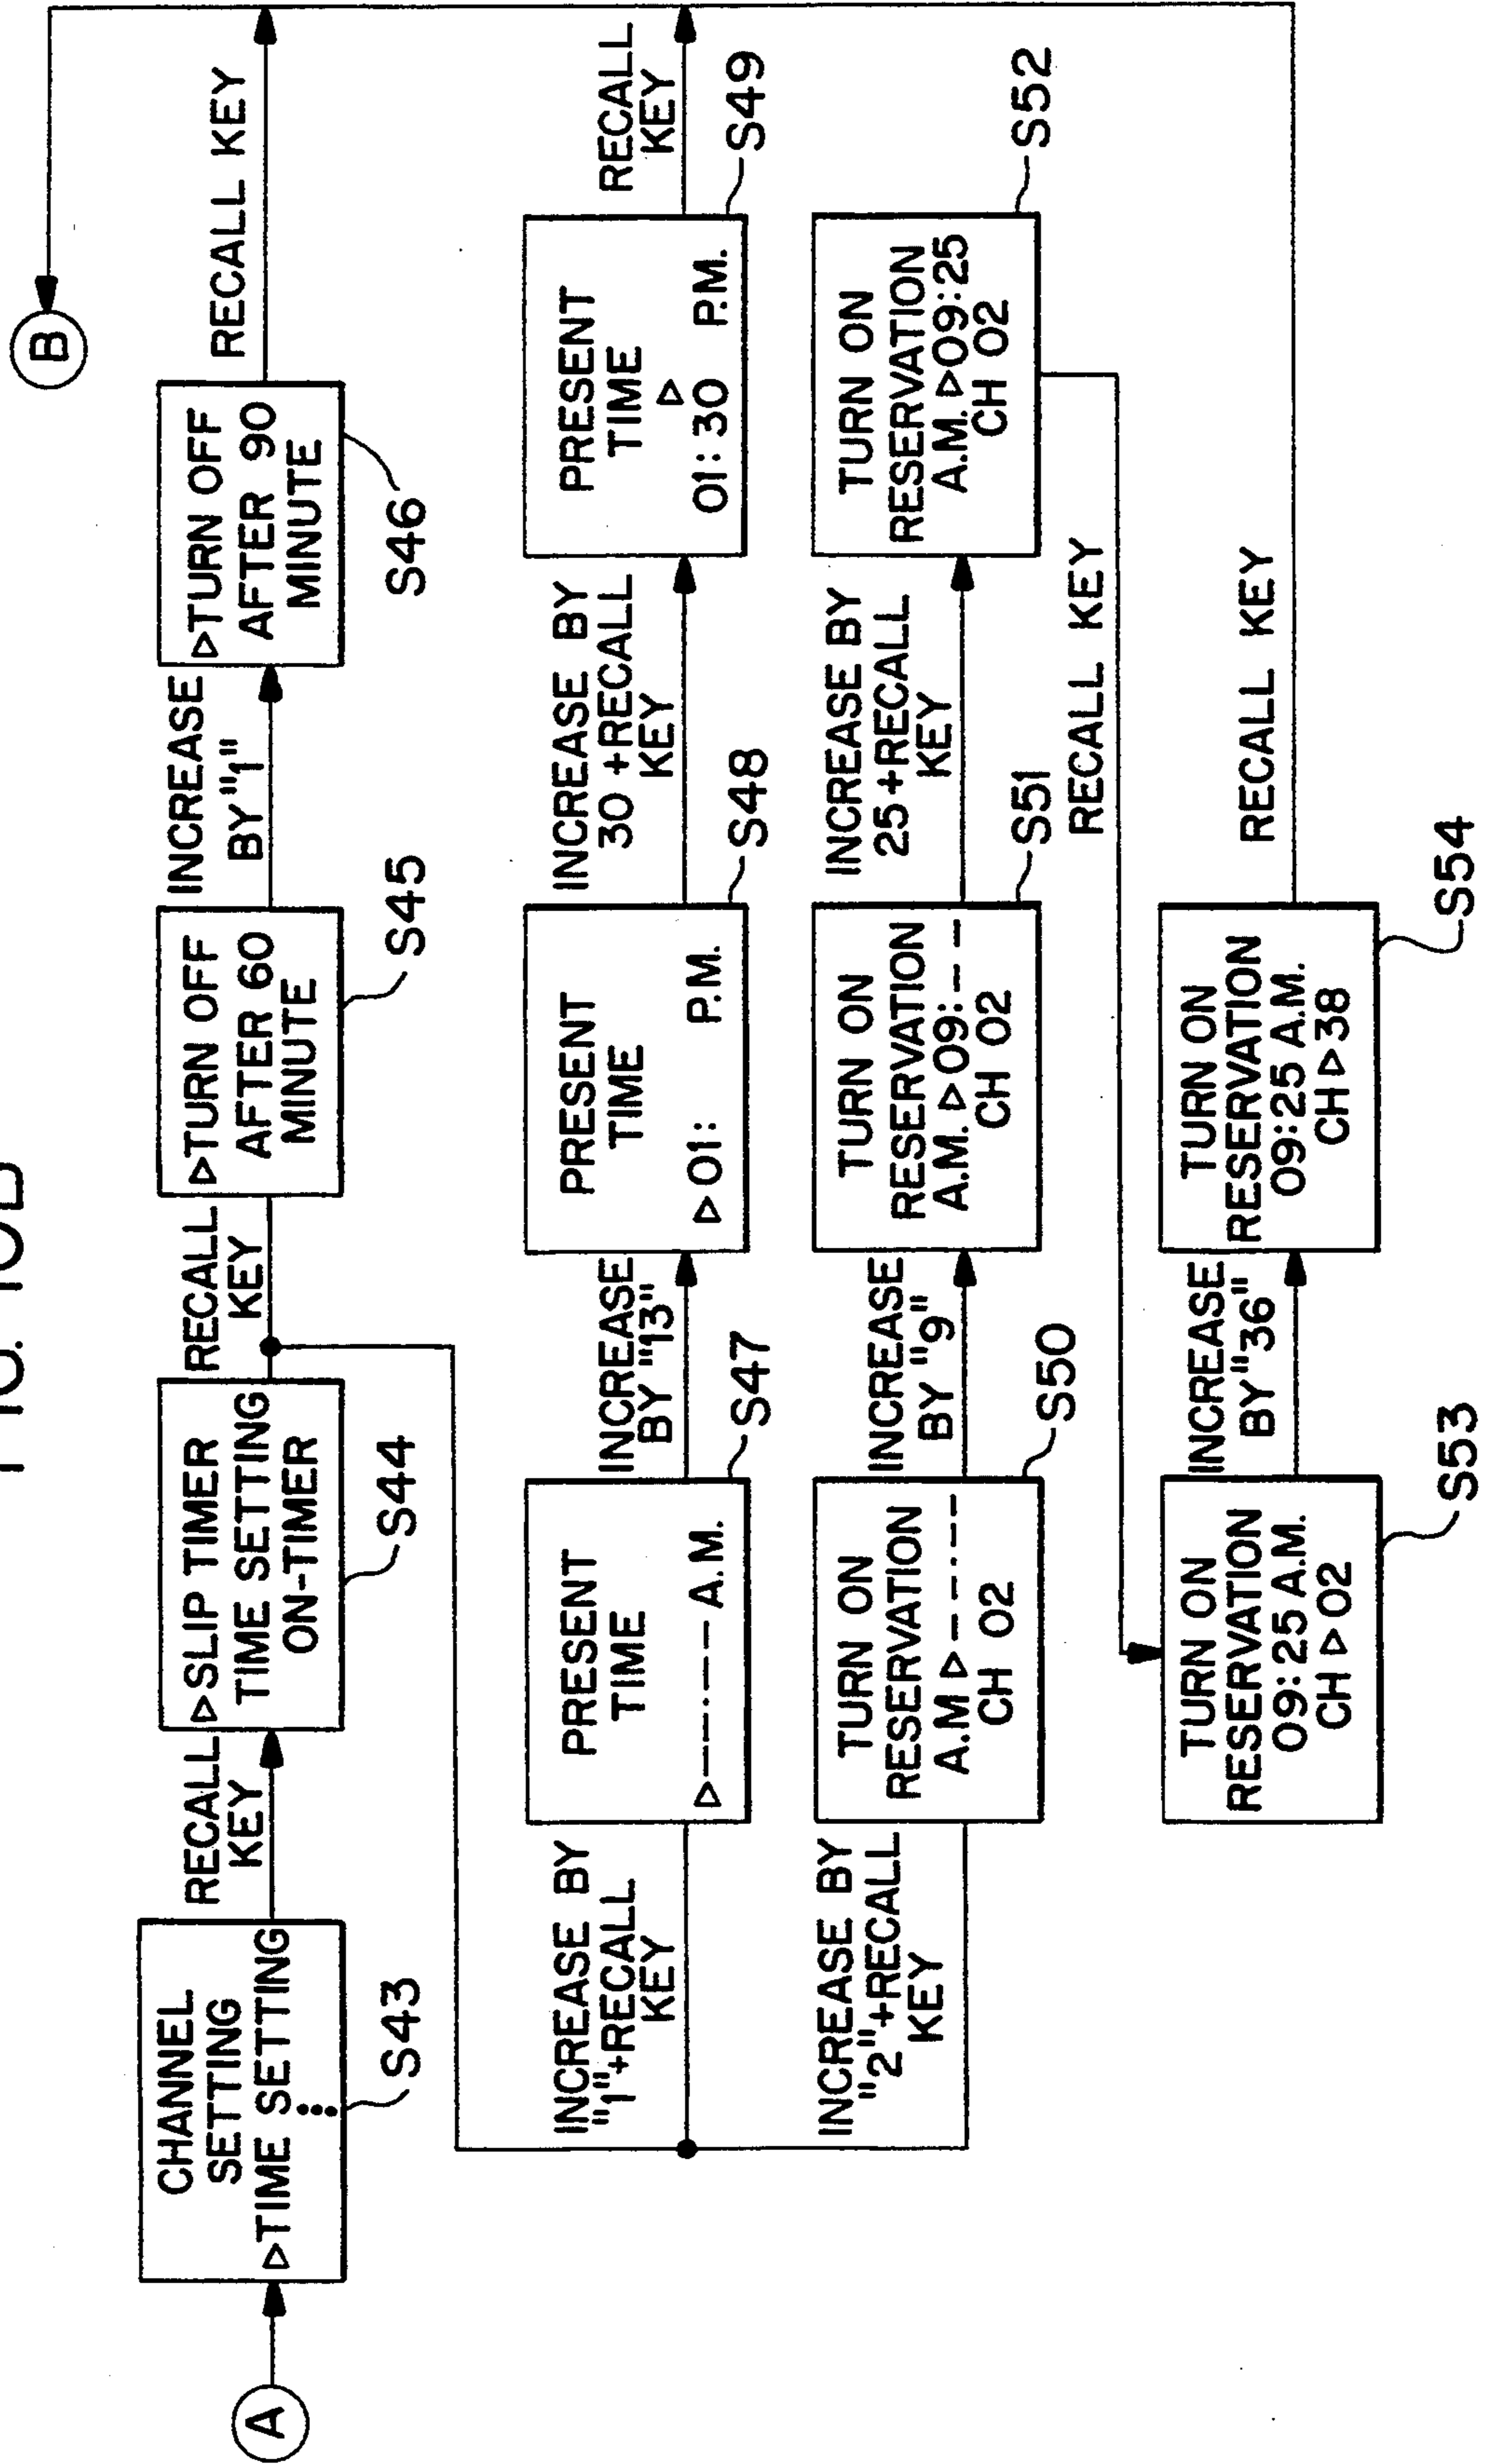 B
A
CHANNEL
SETTING
▷TIME SETTING
S43
RECALL
KEY
▷SLIP TIMER
TIME SETTING
ON-TIMER
S44
RECALL
KEY
▷TURN OFF
AFTER 60
MINUTE
S45
INCREASE
BY "1"
▷TURN OFF
AFTER 90
MINUTE
S46
RECALL KEY
INCREASE BY
"1"+RECALL
KEY
PRESENT
TIME
▷--:-- A.M.
S47
INCREASE
BY "13"
PRESENT
TIME
▷01: P.M.
S48
INCREASE BY
30 +RECALL
KEY
PRESENT
TIME
▷
01:30 P.M.
S49
RECALL
KEY
INCREASE BY
"2"+RECALL
KEY
TURN ON
RESERVATION
A.M ▷--:--
CH 02
S50
INCREASE
BY "9"
TURN ON
RESERVATION
A.M. ▷09:--
CH 02
S51
INCREASE BY
25+RECALL
KEY
TURN ON
RESERVATION
A.M. ▷09:25
CH 02
S52
RECALL KEY
TURN ON
RESERVATION
09:25 A.M.
CH ▷02
S53
INCREASE
BY "36"
TURN ON
RESERVATION
09:25 A.M.
CH ▷38
S54
RECALL KEY